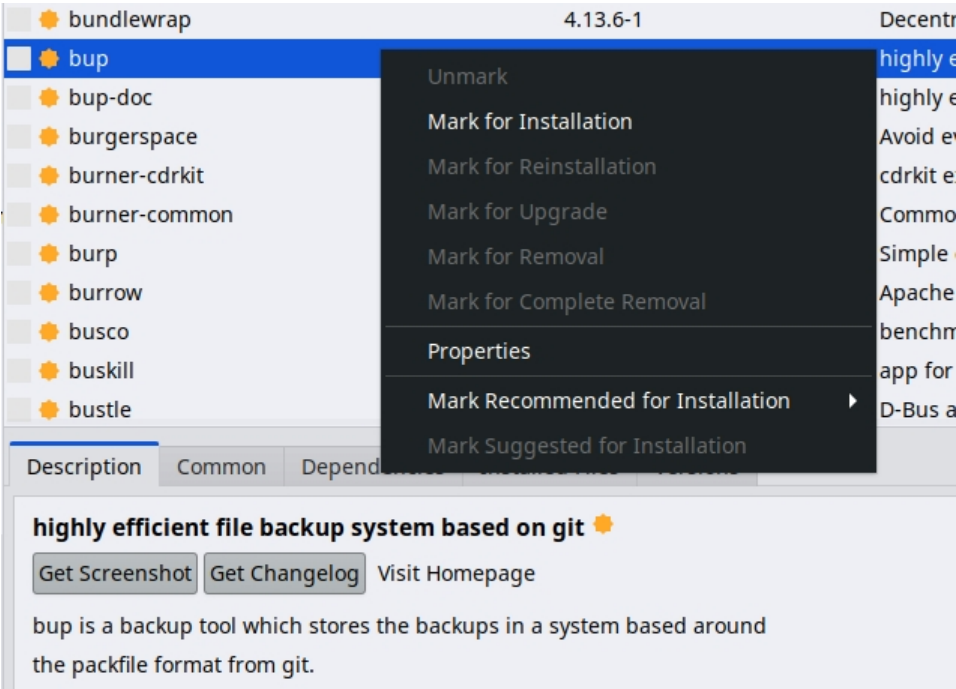 bundlewrap 4.13.6-1 Decentr
bup highly e
bup-doc highly e
burgerspace Avoid ev
burner-cdrkit cdrkit e
burner-common Commo
burp Simple
burrow Apache
busco benchm
buskill app for
bustle D-Bus a
Unmark
Mark for Installation
Mark for Reinstallation
Mark for Upgrade
Mark for Removal
Mark for Complete Removal
Properties
Mark Recommended for Installation
Mark Suggested for Installation
Description Common Depend
highly efficient file backup system based on git
Get Screenshot Get Changelog Visit Homepage
bup is a backup tool which stores the backups in a system based around
the packfile format from git.